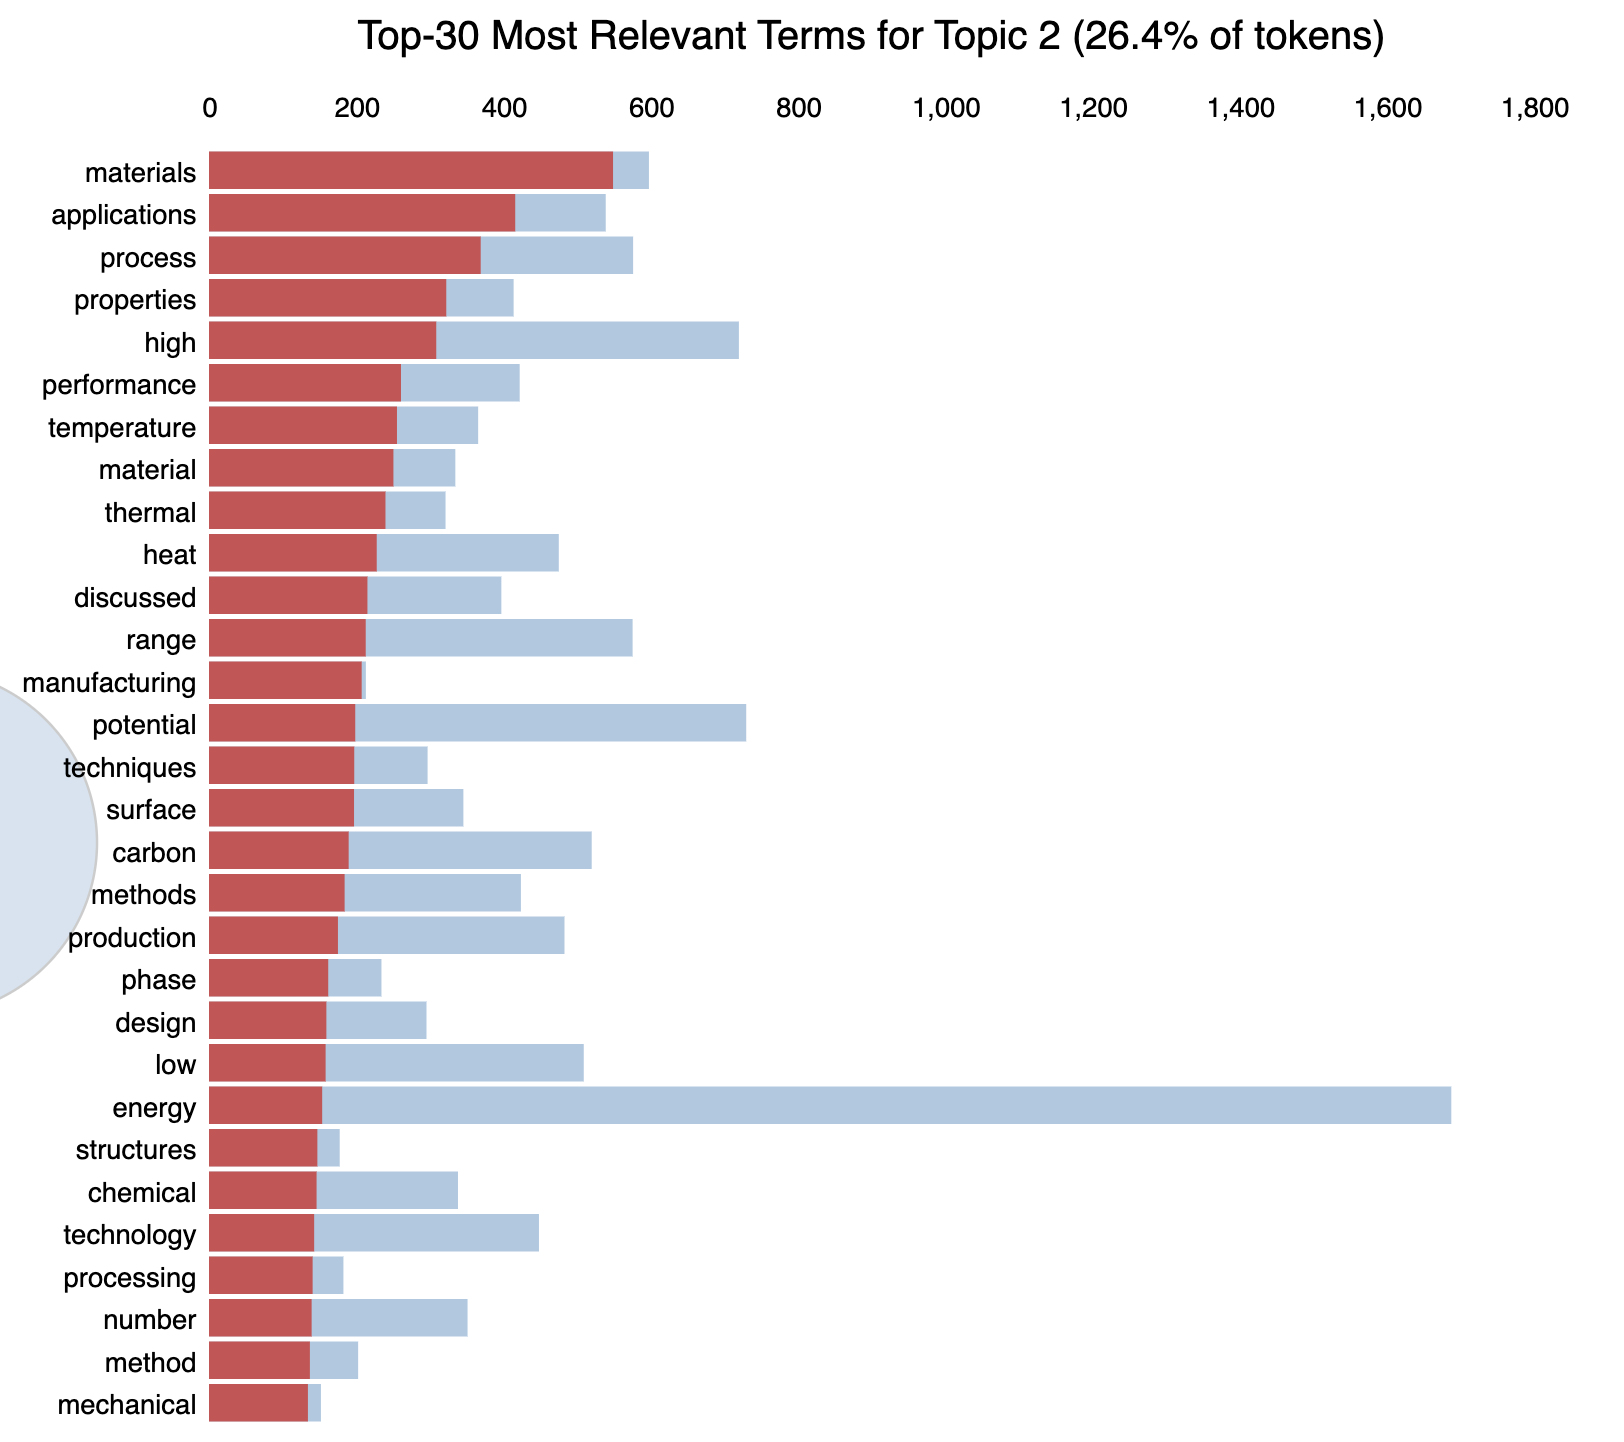 Top-30 Most Relevant Terms for Topic 2 (26.4% of tokens)
0 200 400 600 800 1,000 1,200 1,400 1,600 1,800
materials
applications
process
properties
high
performance
temperature
material
thermal
heat
discussed
range
manufacturing
potential
techniques
surface
carbon
methods
production
phase
design
low
energy
structures
chemical
technology
processing
number
method
mechanical